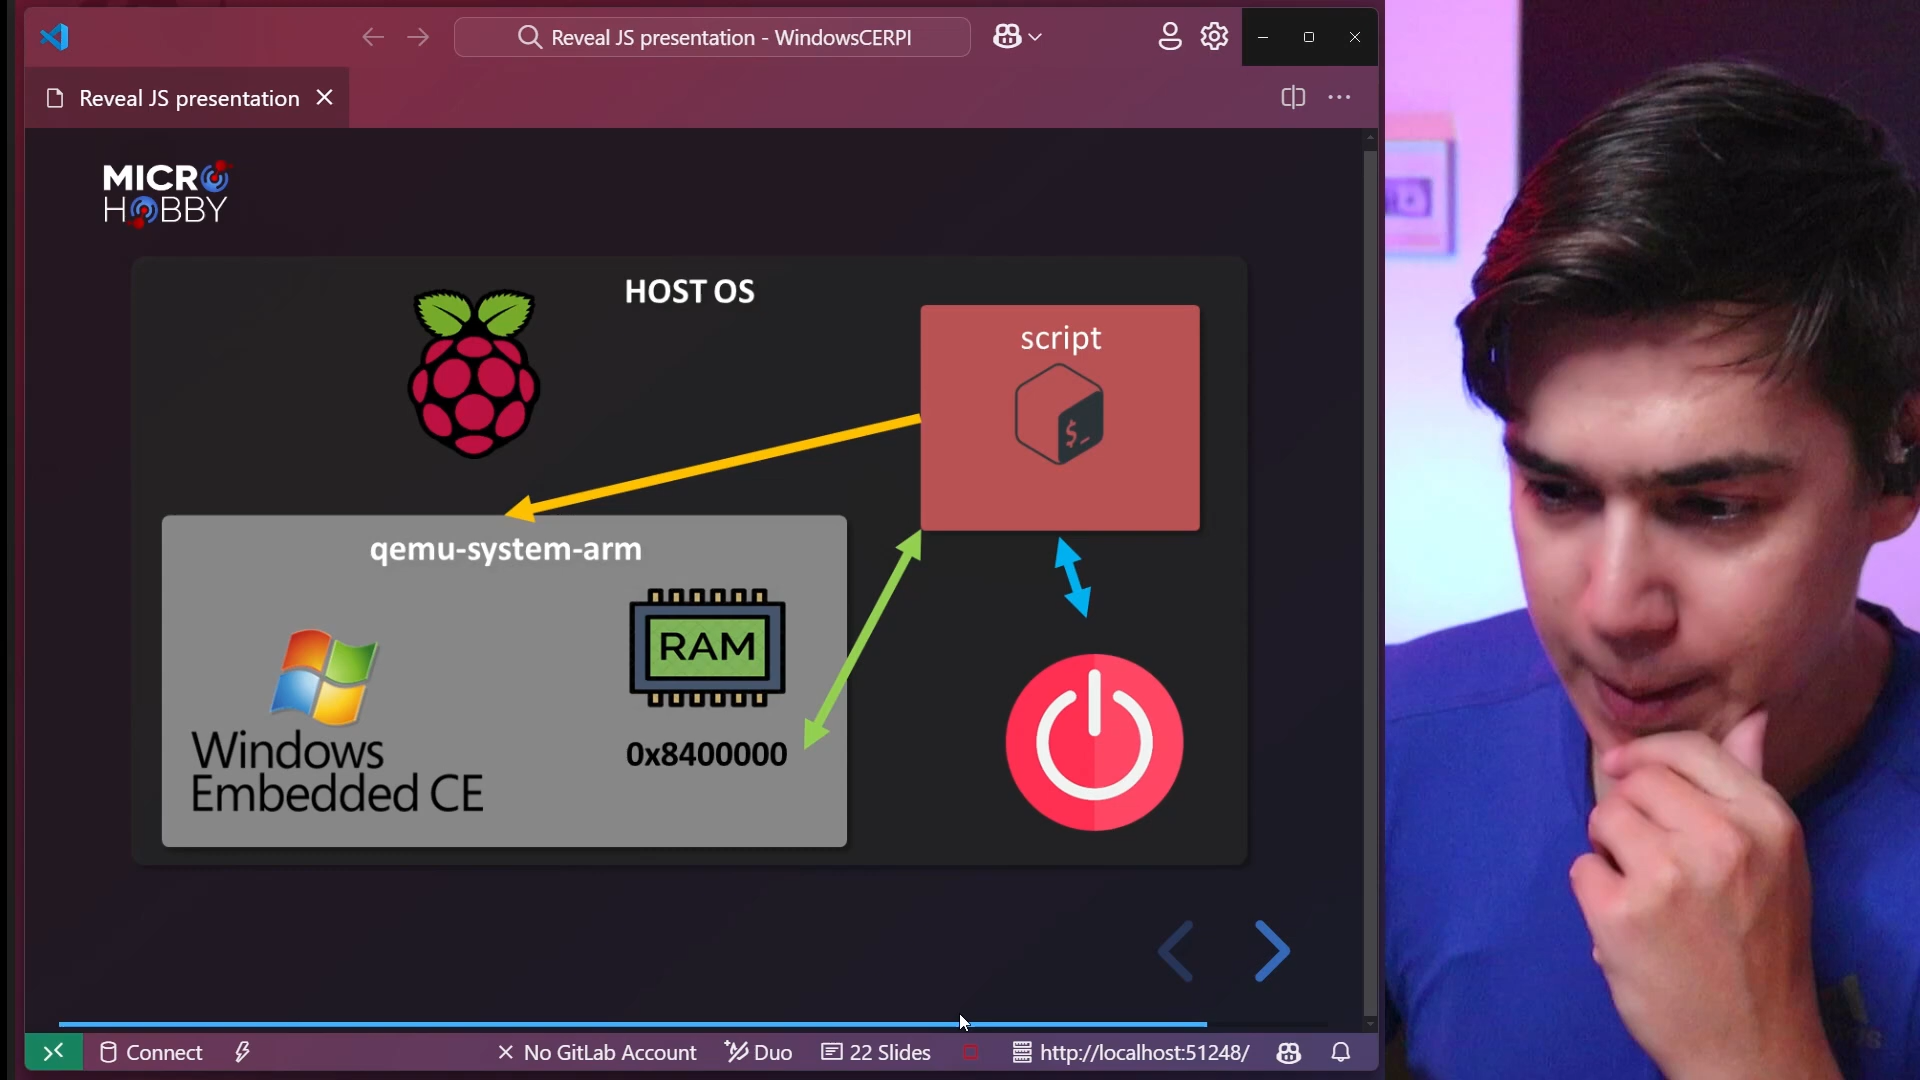 Reveal JS presentation - WindowsCERPI
Reveal JS presentation
MICRO
HOBBY
HOST OS
script
$_
qemu-system-arm
RAM
0x8400000
Windows
Embedded CE
Connect
No GitLab Account
Duo
22 Slides
http://localhost:51248/